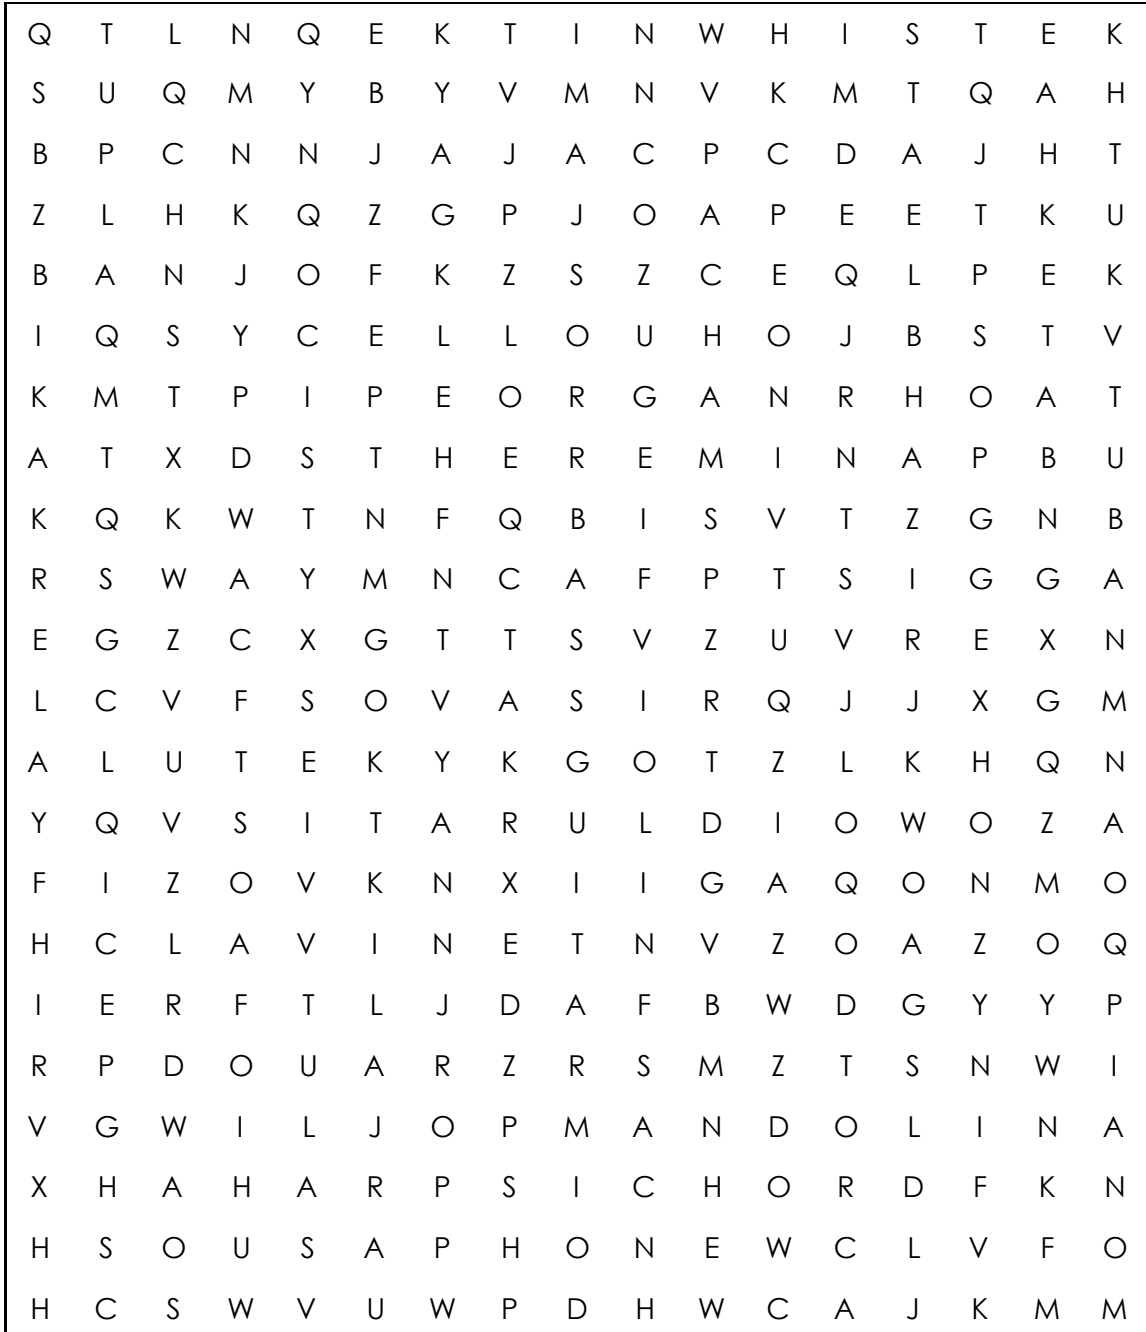 Q T L N Q E K T I N W H I S T E K
S U Q M Y B Y V M N V K M T Q A H
B P C N N J A J A C P C D A J H T
Z L H K Q Z G P J O A P E E T K U
B A N J O F K Z S Z C E Q L P E K
I Q S Y C E L L O U H O J B S T V
K M T P I P E O R G A N R H O A T
A T X D S T H E R E M I N A P B U
K Q K W T N F Q B I S V T Z G N B
R S W A Y M N C A F P T S I G G A
E G Z C X G T T S V Z U V R E X N
L C V F S O V A S I R Q J J X G M
A L U T E K Y K G O T Z L K H Q N
Y Q V S I T A R U L D I O W O Z A
F I Z O V K N X I I G A Q O N M O
H C L A V I N E T N V Z O A Z O Q
I E R F T L J D A F B W D G Y Y P
R P D O U A R Z R S M Z T S N W I
V G W I L J O P M A N D O L I N A
X H A H A R P S I C H O R D F K N
H S O U S A P H O N E W C L V F O
H C S W V U W P D H W C A J K M M